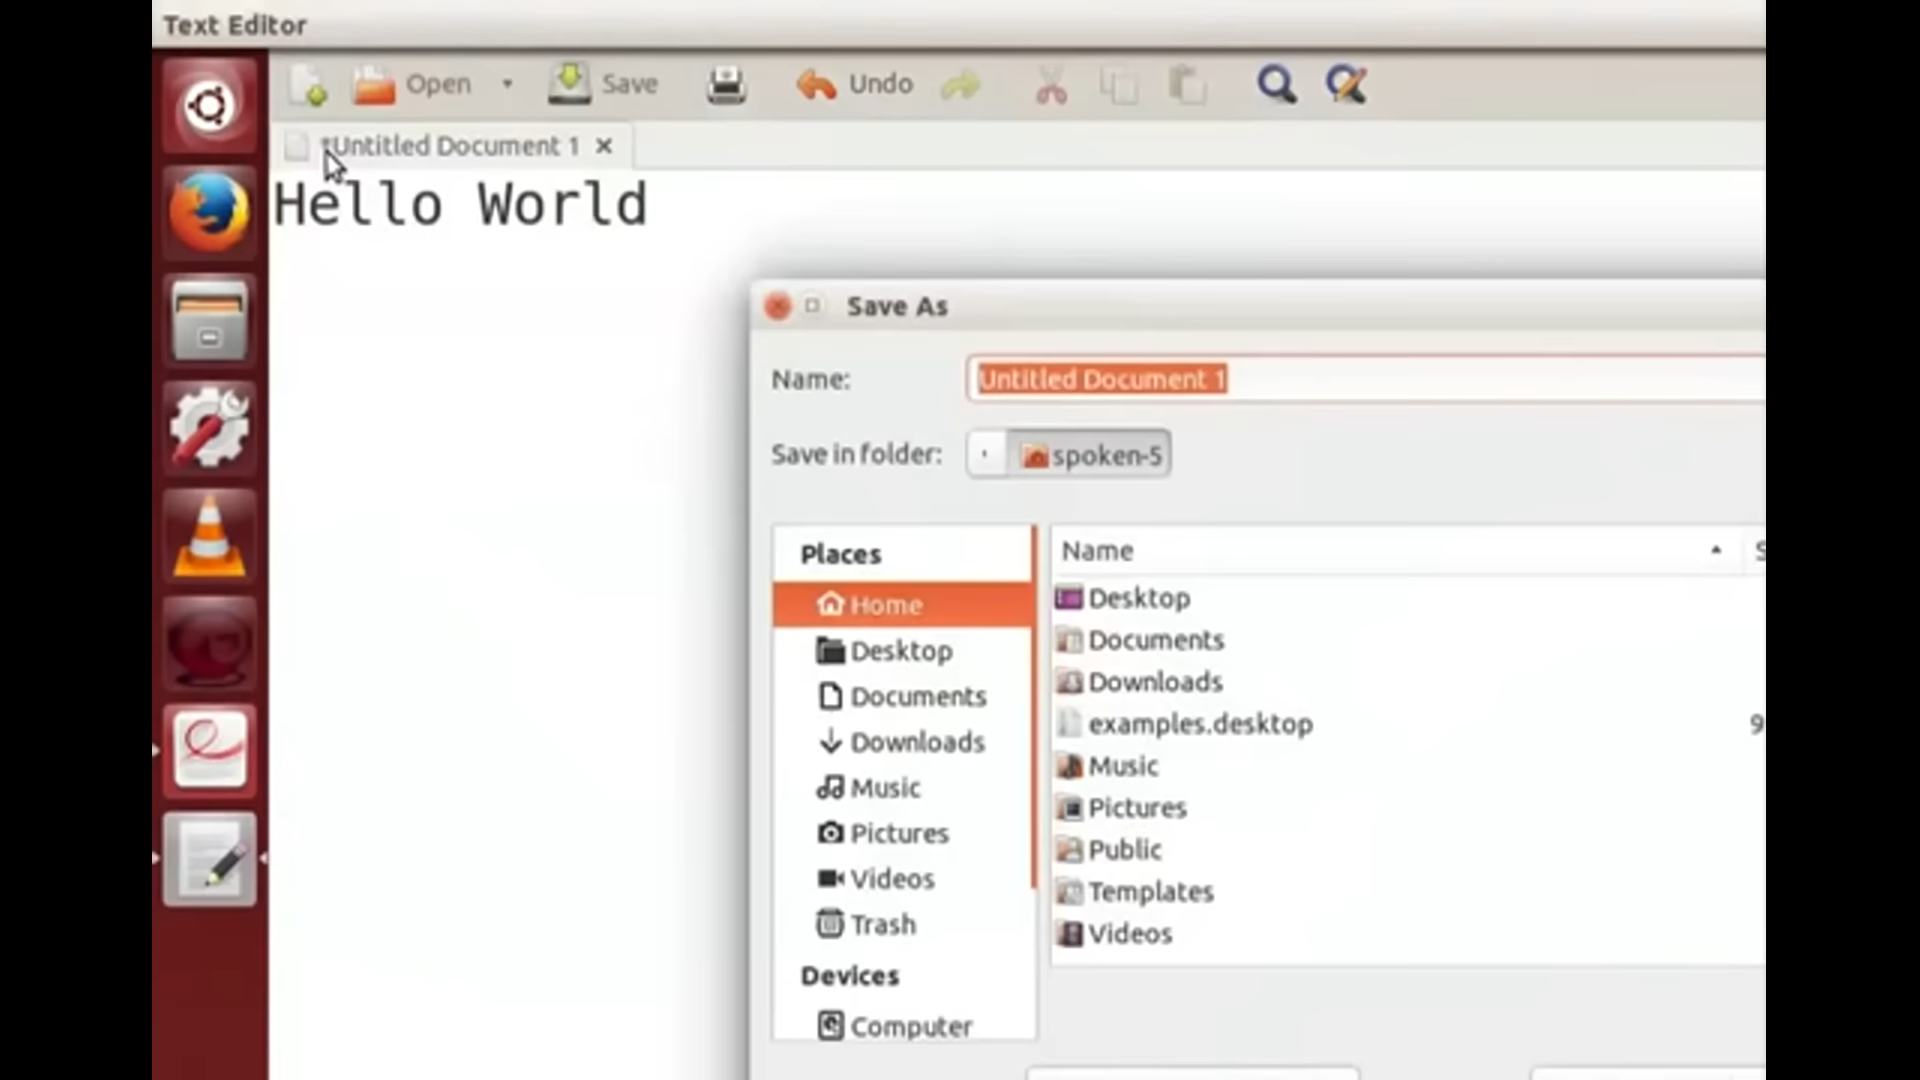 Text Editor
Open Save Undo
*Untitled Document 1
Hello World
Save As
Name: Untitled Document 1
Save in folder: spoken-5
Places
Home
Desktop
Documents
Downloads
Music
Pictures
Videos
Trash
Devices
Computer
Name
Desktop
Documents
Downloads
examples.desktop 9
Music
Pictures
Public
Templates
Videos